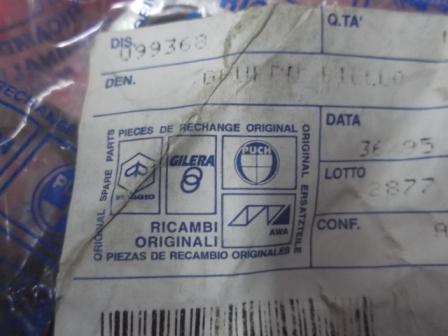 DIS. 099368
Q.TA'
DEN.
PIECES DE RECHANGE ORIGINAL
ORIGINAL SPARE PARTS
ORIGINAL ERSATZTEILE
PIAGGIO
GILERA
PUCH
AWA
RICAMBI
ORIGINALI
PIEZAS DE RECAMBIO ORIGINALES
DATA
36 95
LOTTO
2877
CONF. A